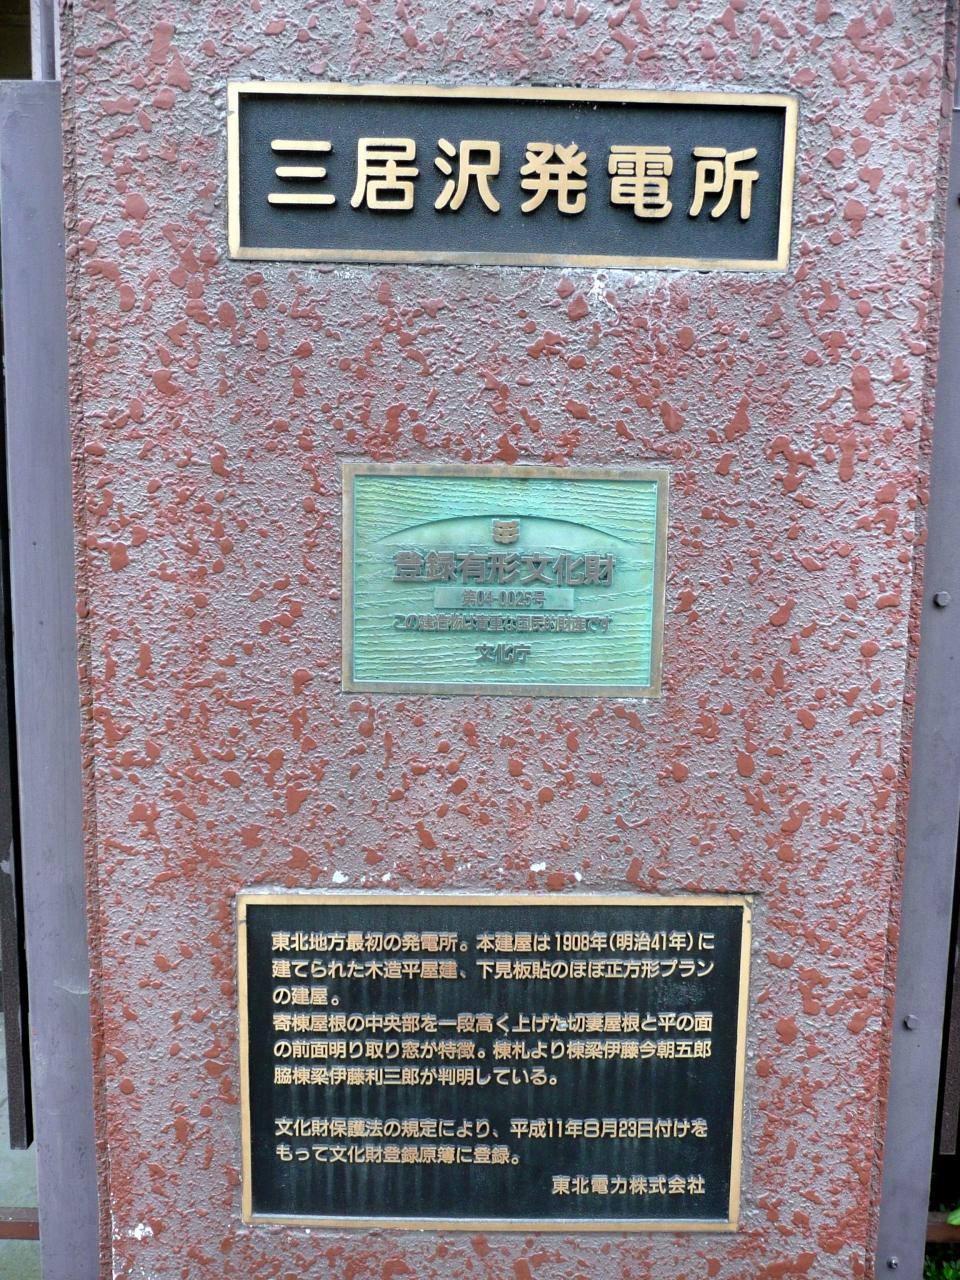 三居沢発電所
登録有形文化財
第04-0025号
この建造物は貴重な国民的財産です
文化庁
東北地方最初の発電所。本建屋は1908年(明治41年)に
建てられた木造平屋建、下見板貼のほぼ正方形プラン
の建屋。
寄棟屋根の中央部を一段高く上げた切妻屋根と平の面
の前面明り取り窓が特徴。棟札より棟梁伊藤今朝五郎
脇棟梁伊藤利三郎が判明している。
文化財保護法の規定により、平成11年8月23日付けを
もって文化財登録原簿に登録。
東北電力株式会社